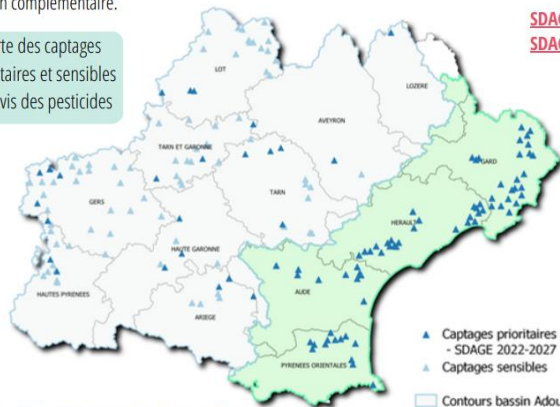 n complémentaire.
SDAG
SDAG
rte des captages
taires et sensibles
vis des pesticides
LOT
LOZERE
AVEYRON
TARN ET GARONNE
GARD
GERS
TARN
HERAULT
HAUTE GARONNE
HAUTES PYRENEES
AUDE
ARIEGE
PYRENEES ORIENTALES
Captages prioritaires
- SDAGE 2022-2027
Captages sensibles
Contours bassin Adou